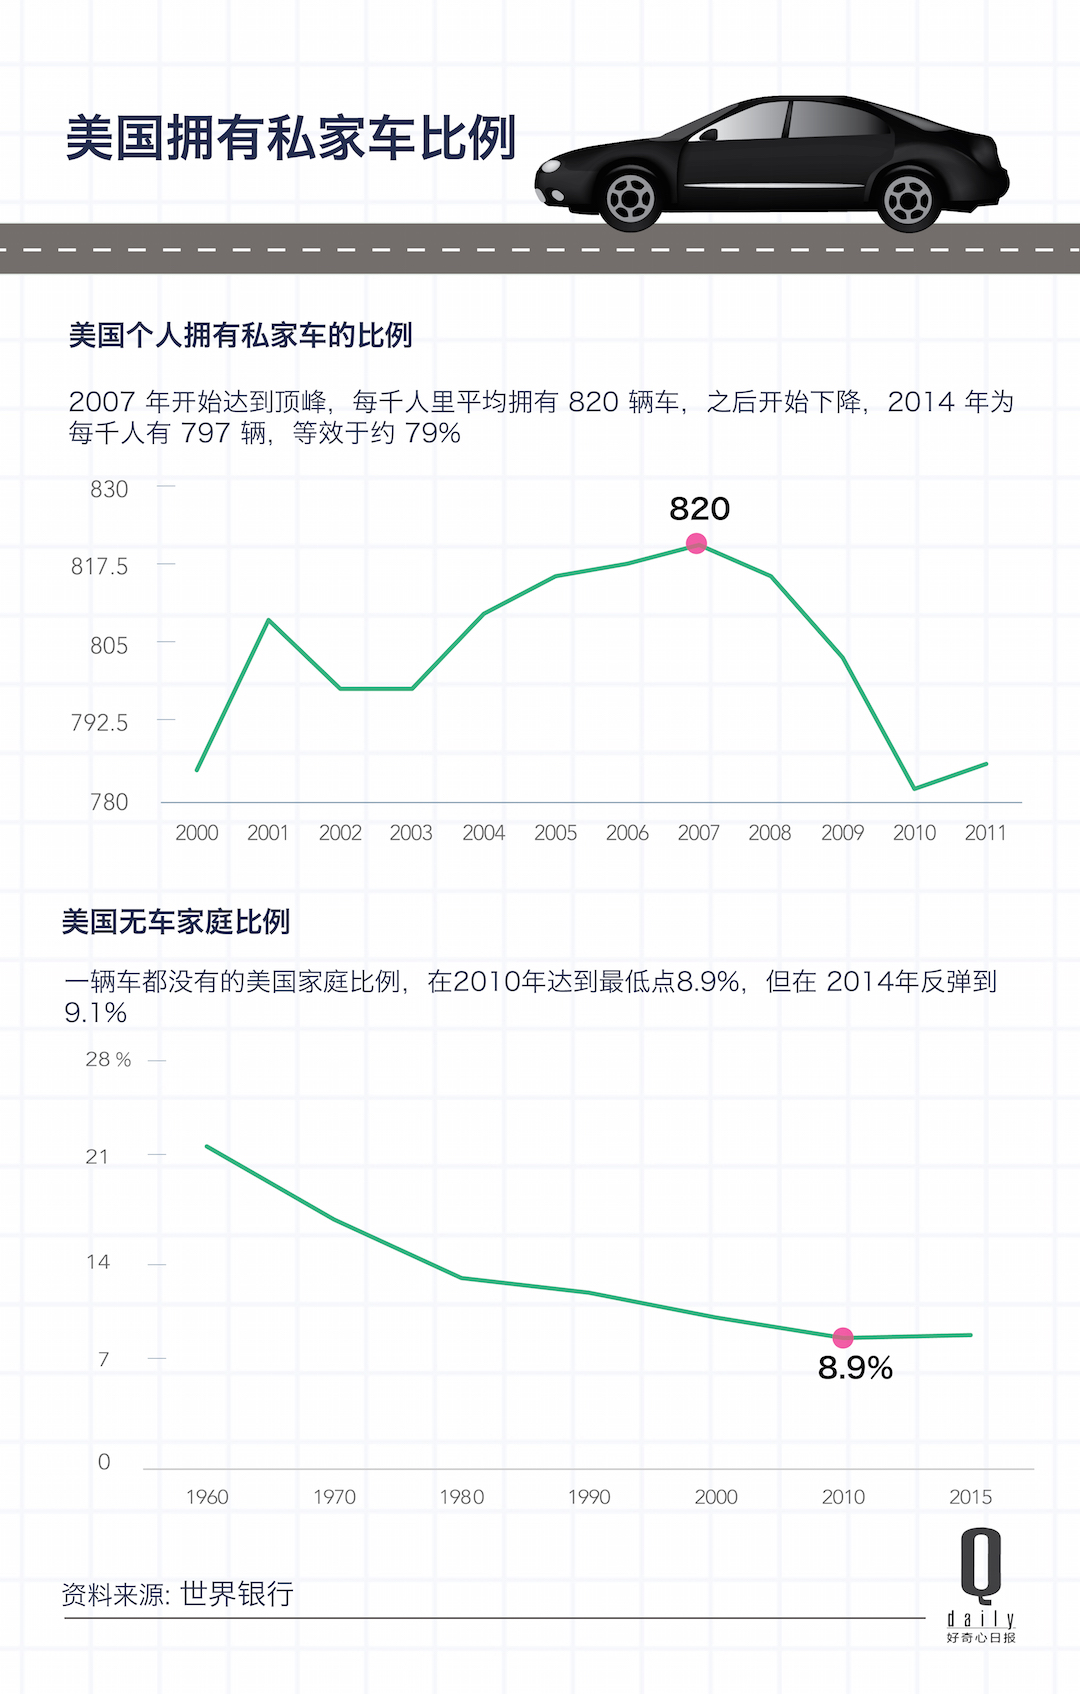 美国拥有私家车比例
美国个人拥有私家车的比例
2007 年开始达到顶峰，每千人里平均拥有 820 辆车，之后开始下降，2014 年为
每千人有 797 辆，等效于约 79%
830
820
817.5
805
792.5
780
2000 2001 2002 2003 2004 2005 2006 2007 2008 2009 2010 2011
美国无车家庭比例
一辆车都没有的美国家庭比例，在2010年达到最低点8.9%，但在 2014年反弹到
9.1%
28 %
21
14
7
8.9%
0
1960 1970 1980 1990 2000 2010 2015
资料来源: 世界银行
Q
daily
好奇心日报